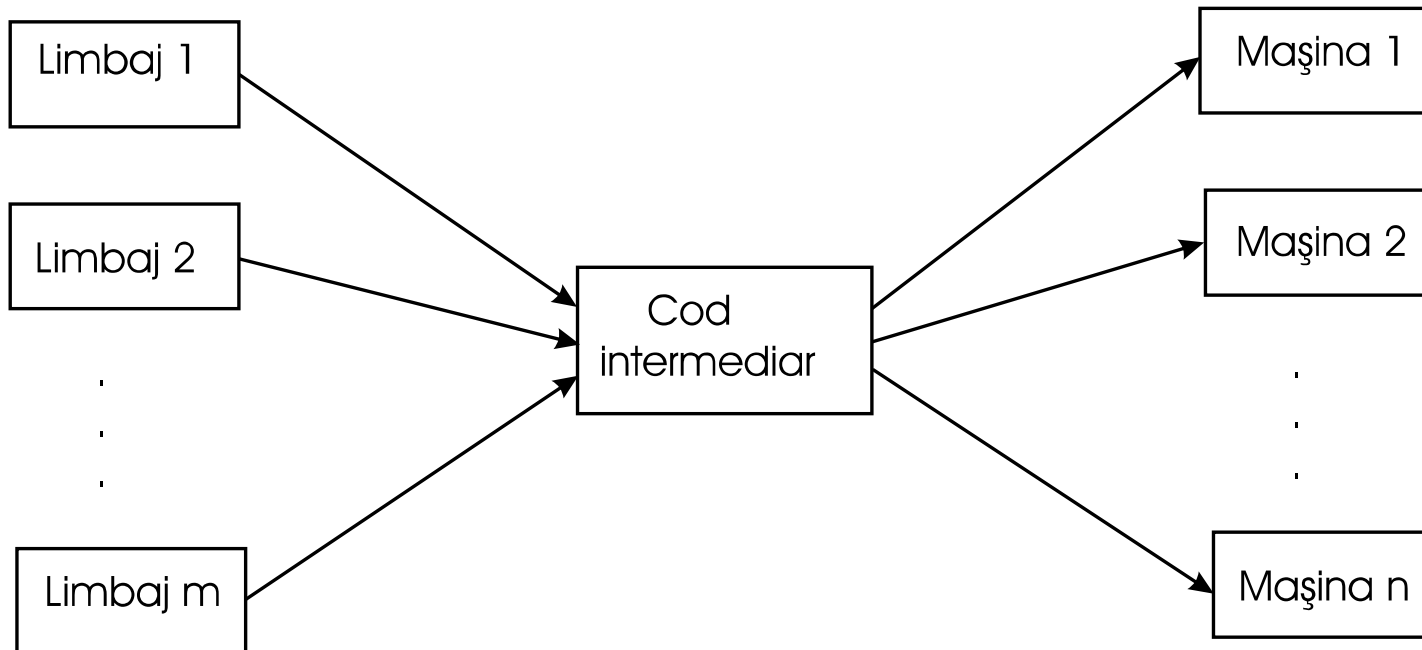 Limbaj 1
Limbaj 2
Limbaj m
Cod
intermediar
Maşina 1
Maşina 2
Maşina n